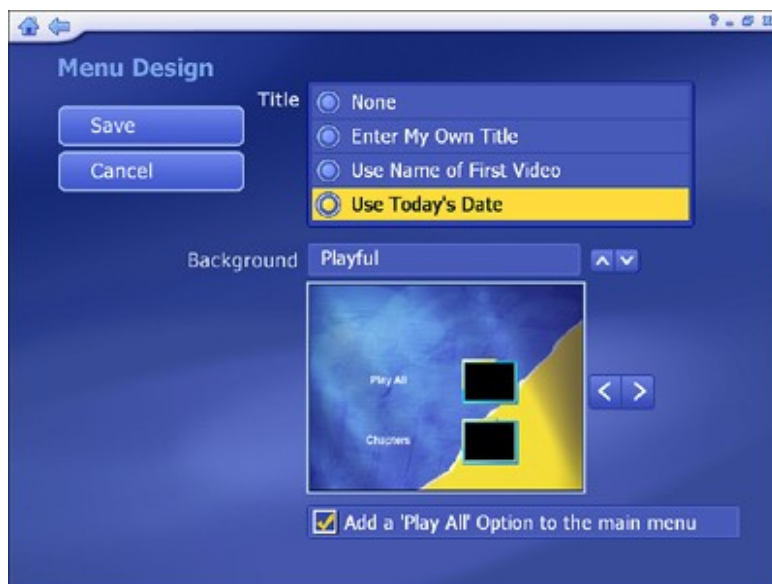 Menu Design
Save
Cancel
Title
None
Enter My Own Title
Use Name of First Video
Use Today's Date
Background
Playful
Play All
Chapters
Add a 'Play All' Option to the main menu